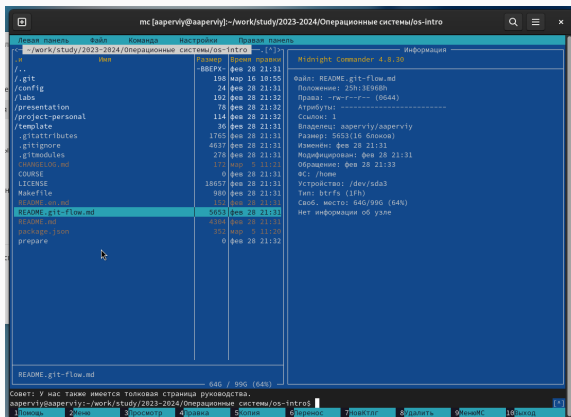 mc [aaperviy@aaperviy]:~/work/study/2023-2024/Операционные системы/os-intro
Левая панель Файл Команда Настройки Правая панель
~/work/study/2023-2024/Операционные системы/os-intro .[^]>
.и Имя Размер Время правки
/.. -ВВЕРХ- фев 28 21:31
/.git 198 мар 16 10:55
/config 24 фев 28 21:31
/labs 192 фев 28 21:32
/presentation 78 фев 28 21:32
/project-personal 114 фев 28 21:32
/template 36 фев 28 21:31
.gitattributes 1765 фев 28 21:31
.gitignore 4637 фев 28 21:31
.gitmodules 278 фев 28 21:31
CHANGELOG.md 172 мар 5 11:21
COURSE 0 фев 28 21:31
LICENSE 18657 фев 28 21:31
Makefile 980 фев 28 21:31
README.en.md 152 фев 28 21:31
README.git-flow.md 5653 фев 28 21:31
README.md 4304 фев 28 21:31
package.json 352 мар 5 11:20
prepare 0 фев 28 21:32
README.git-flow.md
64G / 99G (64%)
Информация
Midnight Commander 4.8.30
Файл: README.git-flow.md
Положение: 25h:3E96Bh
Права: -rw-r--r-- (0644)
Атрибуты: ----------------------
Ссылок: 1
Владелец: aaperviy/aaperviy
Размер: 5653(16 блоков)
Изменён: фев 28 21:31
Модифицирован: фев 28 21:31
Обращение: фев 28 21:33
ФС: /home
Устройство: /dev/sda3
Тип: btrfs (1Fh)
Своб. место: 64G/99G (64%)
Нет информации об узле
Совет: У нас также имеется толковая страница руководства.
aaperviy@aaperviy:~/work/study/2023-2024/Операционные системы/os-intro$ [^]
1Помощь 2Меню 3Просмотр 4Правка 5Копия 6Перенос 7НовКтлг 8Удалить 9МенюMC 10Выход